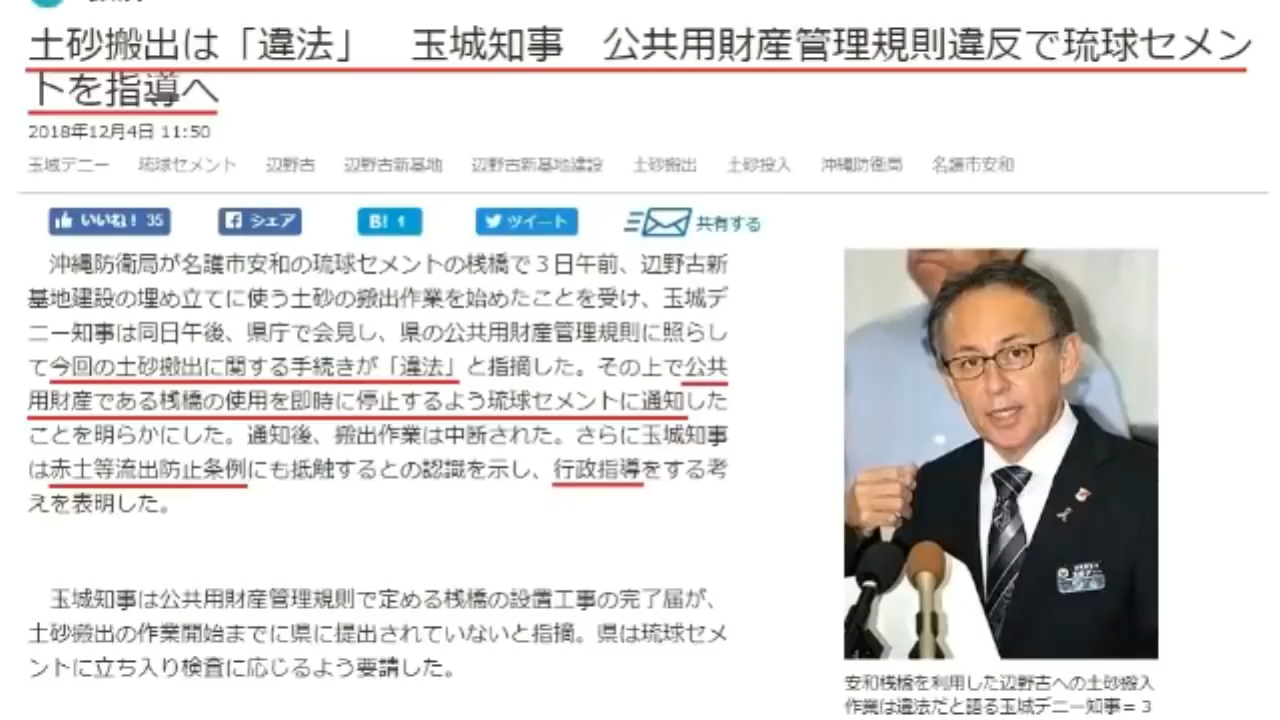 土砂搬出は「違法」 玉城知事 公共用財産管理規則違反で琉球セメン
トを指導へ
2018年12月4日 11:50
玉城デニー 琉球セメント 辺野古 辺野古新基地 辺野古新基地建設 土砂搬出 土砂投入 沖縄防衛局 名護市安和
いいね! 35 シェア B! 1 ツイート 共有する
沖縄防衛局が名護市安和の琉球セメントの桟橋で3日午前、辺野古新
基地建設の埋め立てに使う土砂の搬出作業を始めたことを受け、玉城デ
ニー知事は同日午後、県庁で会見し、県の公共用財産管理規則に照らし
て今回の土砂搬出に関する手続きが「違法」と指摘した。その上で公共
用財産である桟橋の使用を即時に停止するよう琉球セメントに通知した
ことを明らかにした。通知後、搬出作業は中断された。さらに玉城知事
は赤土等流出防止条例にも抵触するとの認識を示し、行政指導をする考
えを表明した。
玉城知事は公共用財産管理規則で定める桟橋の設置工事の完了届が、
土砂搬出の作業開始までに県に提出されていないと指摘。県は琉球セメ
ントに立ち入り検査に応じるよう要請した。
安和桟橋を利用した辺野古への土砂搬入
作業は違法だと語る玉城デニー知事=3